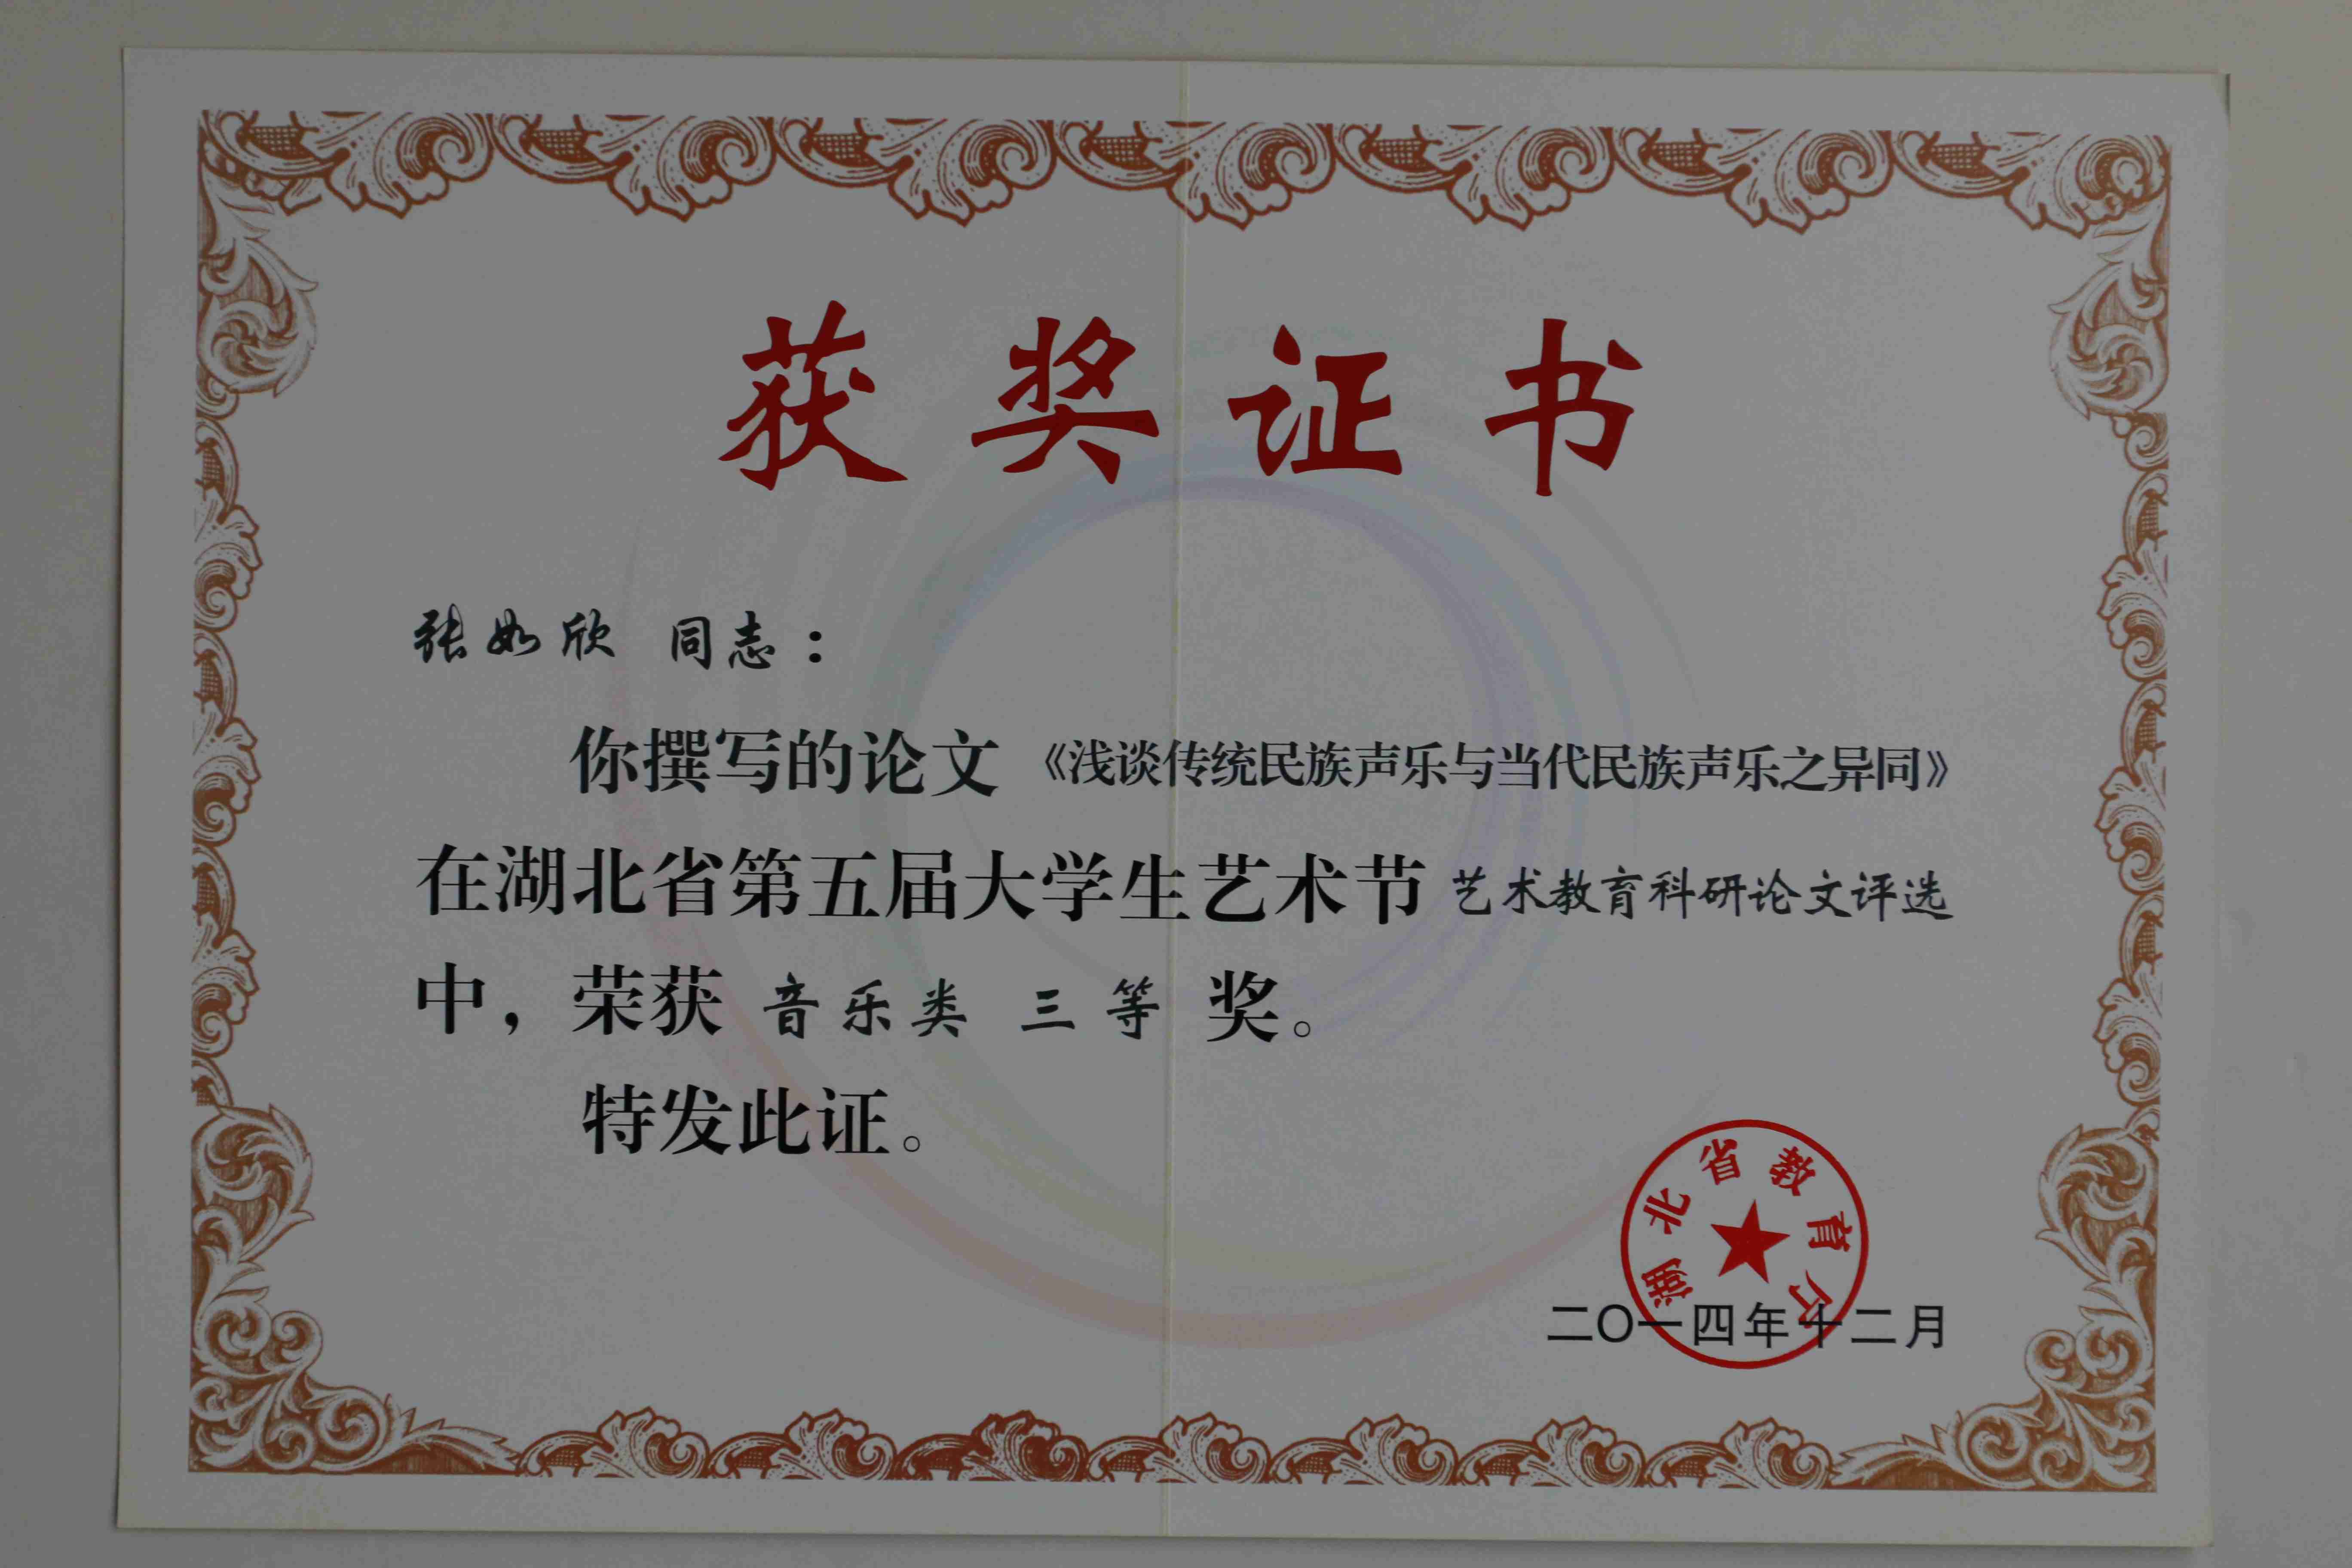 获奖证书
张如欣 同志：
你撰写的论文 《浅谈传统民族声乐与当代民族声乐之异同》
在湖北省第五届大学生艺术节 艺术教育科研论文评选
中，荣获 音乐类 三等 奖。
特发此证。
湖北省教育厅
二〇一四年十二月